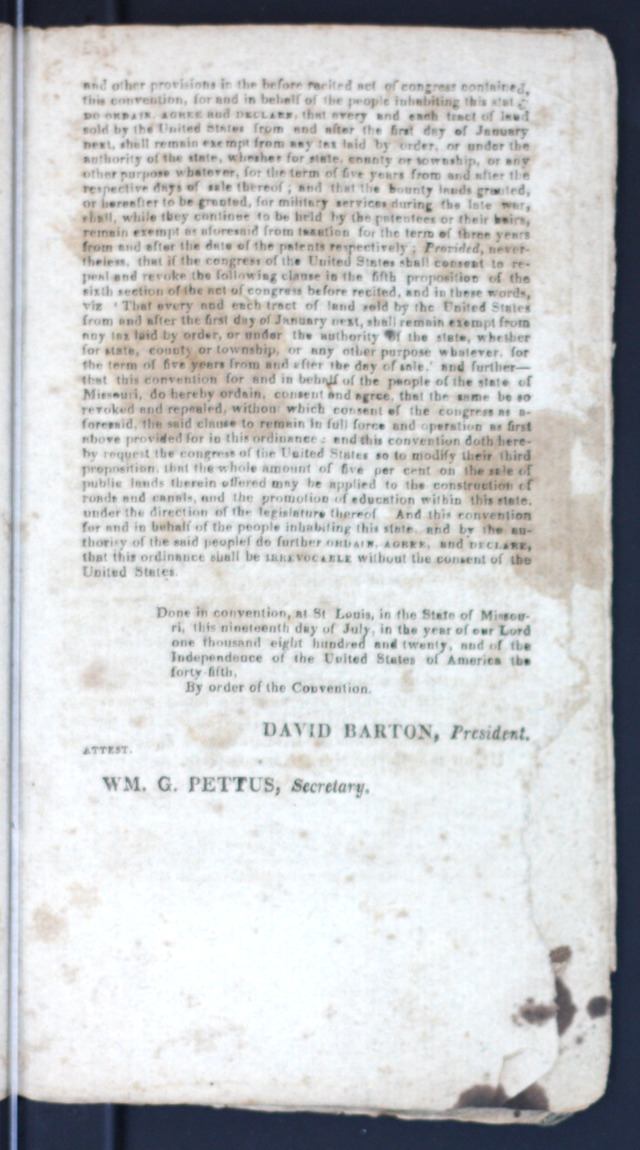 and other provisions in the before recited act of congress contained,
this convention, for and in behalf of the people inhabiting this state
DO ORDAIN, AGREE and DECLARE, that every and each tract of land
sold by the United States from and after the first day of January
next, shall remain exempt from any tax laid by order, or under the
authority of the state, whether for state, county or township, or any
other purpose whatever, for the term of five years from and after the
respective days of sale thereof; and that the bounty lands granted,
or hereafter to be granted, for military services during the late war,
shall, while they continue to be held by the patentees or their heirs,
remain exempt as aforesaid from taxation for the term of three years
from and after the date of the patents respectively; Provided, never-
theless, that if the congress of the United States shall consent to re-
peal and revoke the following clause in the fifth proposition of the
sixth section of the act of congress before recited, and in these words,
viz 'That every and each tract of land sold by the United States
from and after the first day of January next, shall remain exempt from
any tax laid by order, or under the authority of the state, whether
for state, county or township, or any other purpose whatever, for
the term of five years from and after the day of sale,' and further—
that this convention for and in behalf of the people of the state of
Missouri, do hereby ordain, consent and agree, that the same be so
revoked and repealed, withou which consent of the congress as a-
foresaid, the said clause to remain in full force and operation as first
above provided for in this ordinance: and this convention doth here-
by request the congress of the United States so to modify their third
proposition, that the whole amount of five per cent on the sale of
public lands therein offered may be applied to the construction of
roads and canals, and the promotion of education within this state,
under the direction of the legislature thereof And this convention
for and in behalf of the people inhabiting this state, and by the au-
thority of the said peoplef do further ORDAIN, AGREE, and DECLARE,
that this ordinance shall be IRREVOCABLE without the consent of the
United States.
Done in convention, at St Louis, in the State of Missou-
ri, this nineteenth day of July, in the year of our Lord
one thousand eight hundred and twenty, and of the
Independence of the United States of America the
forty-fifth,
By order of the Convention.
DAVID BARTON, President.
ATTEST.
WM. G. PETTUS, Secretary.